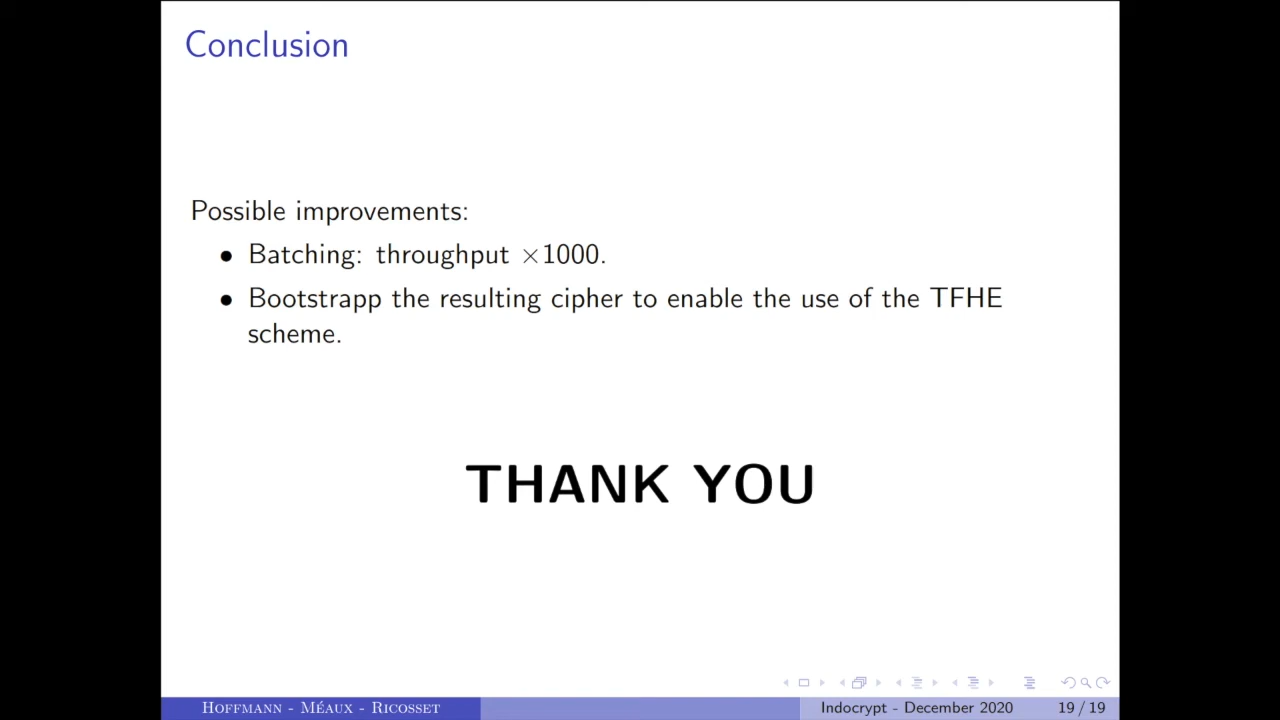 Conclusion
Possible improvements:
• Batching: throughput ×1000.
• Bootstrapp the resulting cipher to enable the use of the TFHE
scheme.
THANK YOU
Hoffmann - Méaux - Ricosset
Indocrypt - December 2020
19 / 19